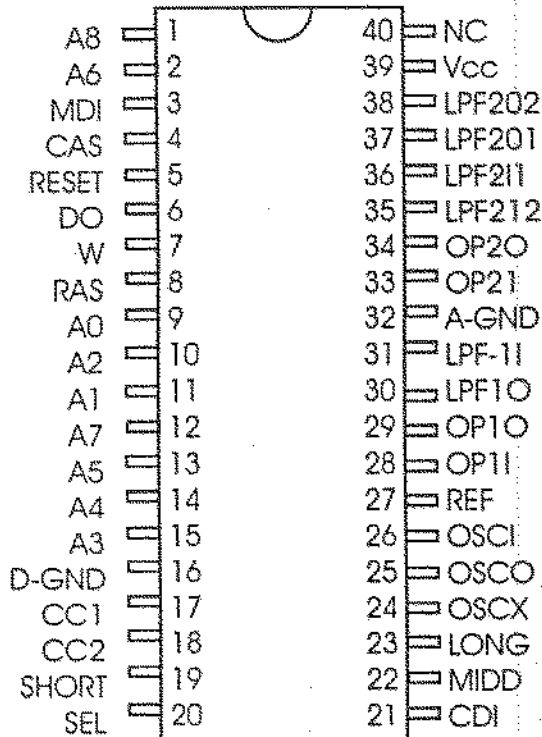 A8 1 40 NC
A6 2 39 Vcc
MDI 3 38 LPF202
CAS 4 37 LPF201
RESET 5 36 LPF2I1
DO 6 35 LPF212
W 7 34 OP2O
RAS 8 33 OP21
A0 9 32 A-GND
A2 10 31 LPF-1I
A1 11 30 LPF1O
A7 12 29 OP1O
A5 13 28 OP1I
A4 14 27 REF
A3 15 26 OSCI
D-GND 16 25 OSCO
CC1 17 24 OSCX
CC2 18 23 LONG
SHORT 19 22 MIDD
SEL 20 21 CDI